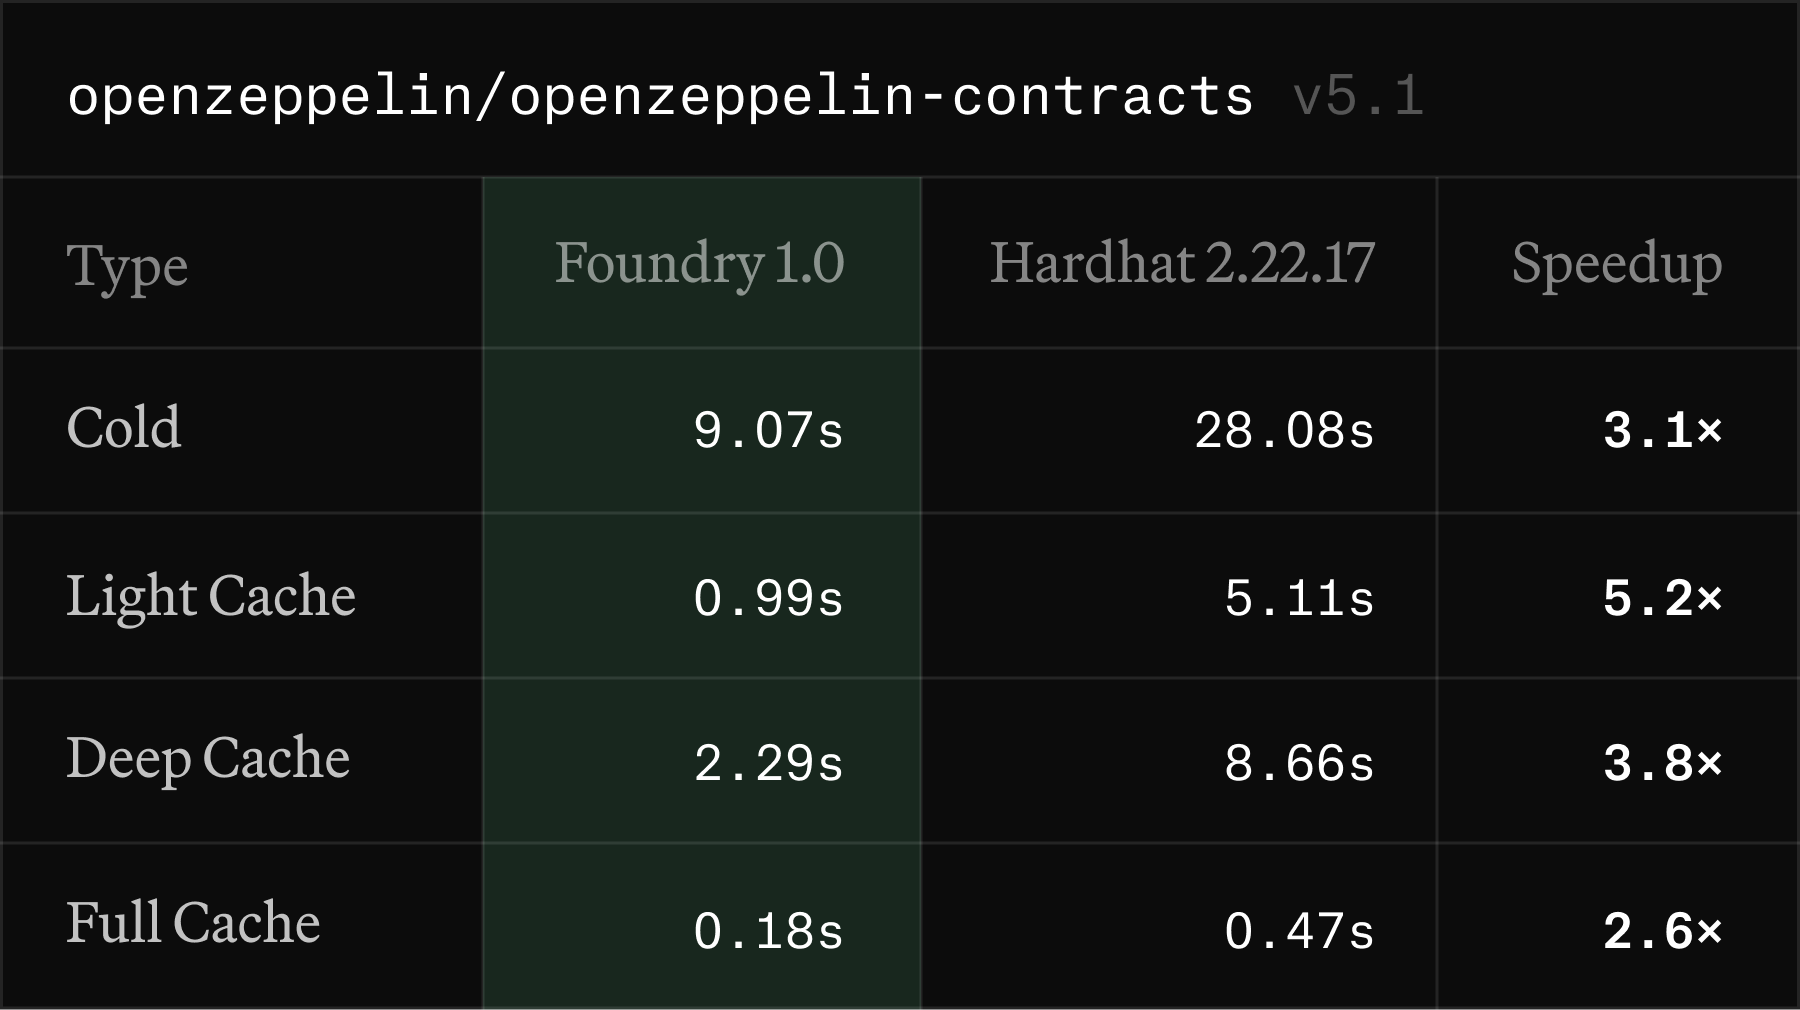 openzeppelin/openzeppelin-contracts v5.1
Type Foundry 1.0 Hardhat 2.22.17 Speedup
Cold 9.07s 28.08s 3.1×
Light Cache 0.99s 5.11s 5.2×
Deep Cache 2.29s 8.66s 3.8×
Full Cache 0.18s 0.47s 2.6×